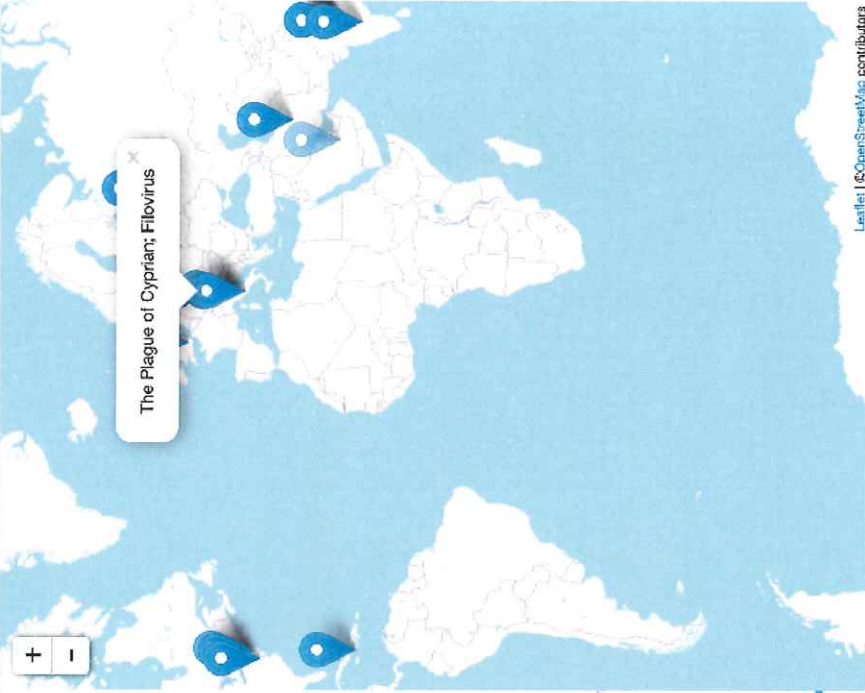 +
-
The Plague of Cyprian; Filovirus
×
Leaflet | ©OpenStreetMap contributors